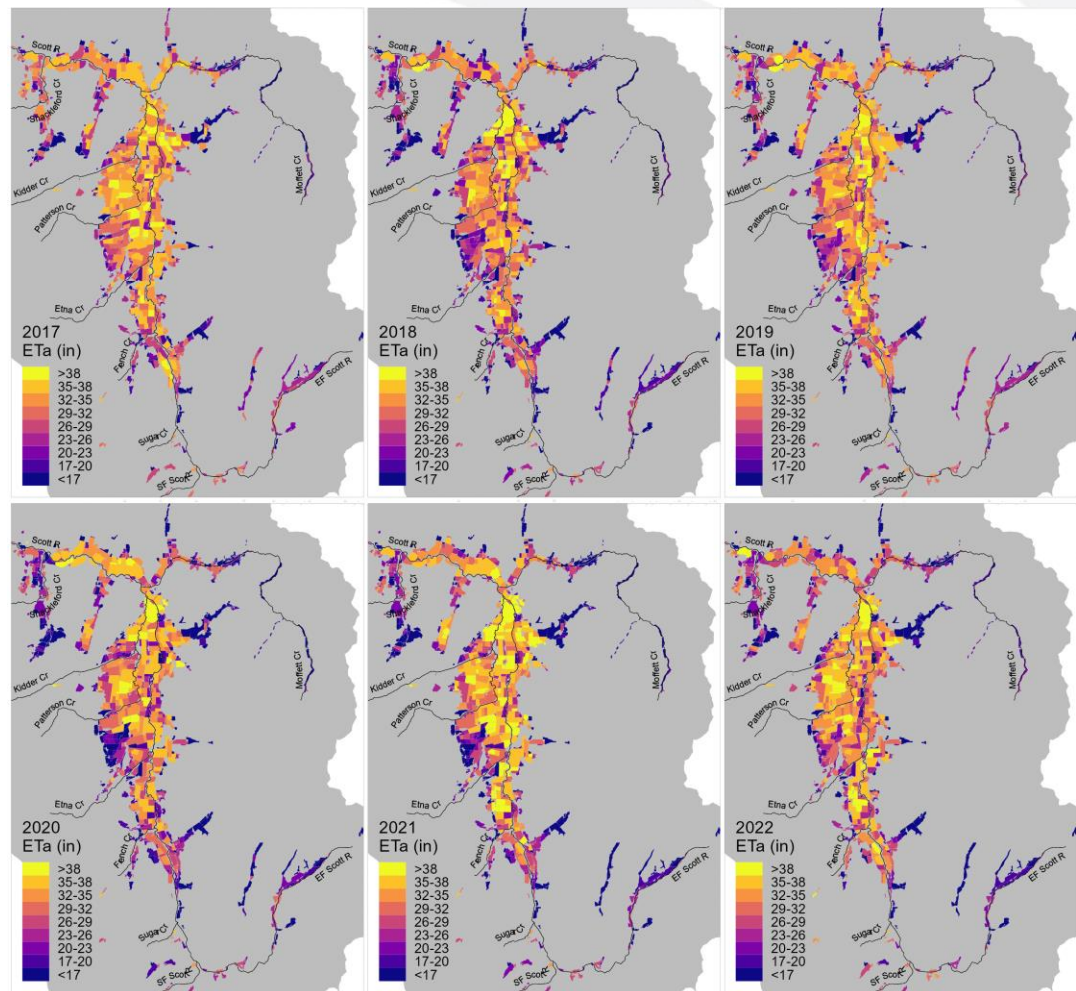 Scott R
Shackleford Cr
Moffett Cr
Kidder Cr
Patterson Cr
Etna Cr
French Cr
EF Scott R
Sugar Cr
SF Scott R
2017
ETa (in)
>38
35-38
32-35
29-32
26-29
23-26
20-23
17-20
<17
Scott R
Shackleford Cr
Moffett Cr
Kidder Cr
Patterson Cr
Etna Cr
French Cr
EF Scott R
Sugar Cr
SF Scott R
2018
ETa (in)
>38
35-38
32-35
29-32
26-29
23-26
20-23
17-20
<17
Scott R
Shackleford Cr
Moffett Cr
Kidder Cr
Patterson Cr
Etna Cr
French Cr
EF Scott R
Sugar Cr
SF Scott R
2019
ETa (in)
>38
35-38
32-35
29-32
26-29
23-26
20-23
17-20
<17
Scott R
Shackleford Cr
Moffett Cr
Kidder Cr
Patterson Cr
Etna Cr
French Cr
EF Scott R
Sugar Cr
SF Scott R
2020
ETa (in)
>38
35-38
32-35
29-32
26-29
23-26
20-23
17-20
<17
Scott R
Shackleford Cr
Moffett Cr
Kidder Cr
Patterson Cr
Etna Cr
French Cr
EF Scott R
Sugar Cr
SF Scott R
2021
ETa (in)
>38
35-38
32-35
29-32
26-29
23-26
20-23
17-20
<17
Scott R
Shackleford Cr
Moffett Cr
Kidder Cr
Patterson Cr
Etna Cr
French Cr
EF Scott R
Sugar Cr
SF Scott R
2022
ETa (in)
>38
35-38
32-35
29-32
26-29
23-26
20-23
17-20
<17